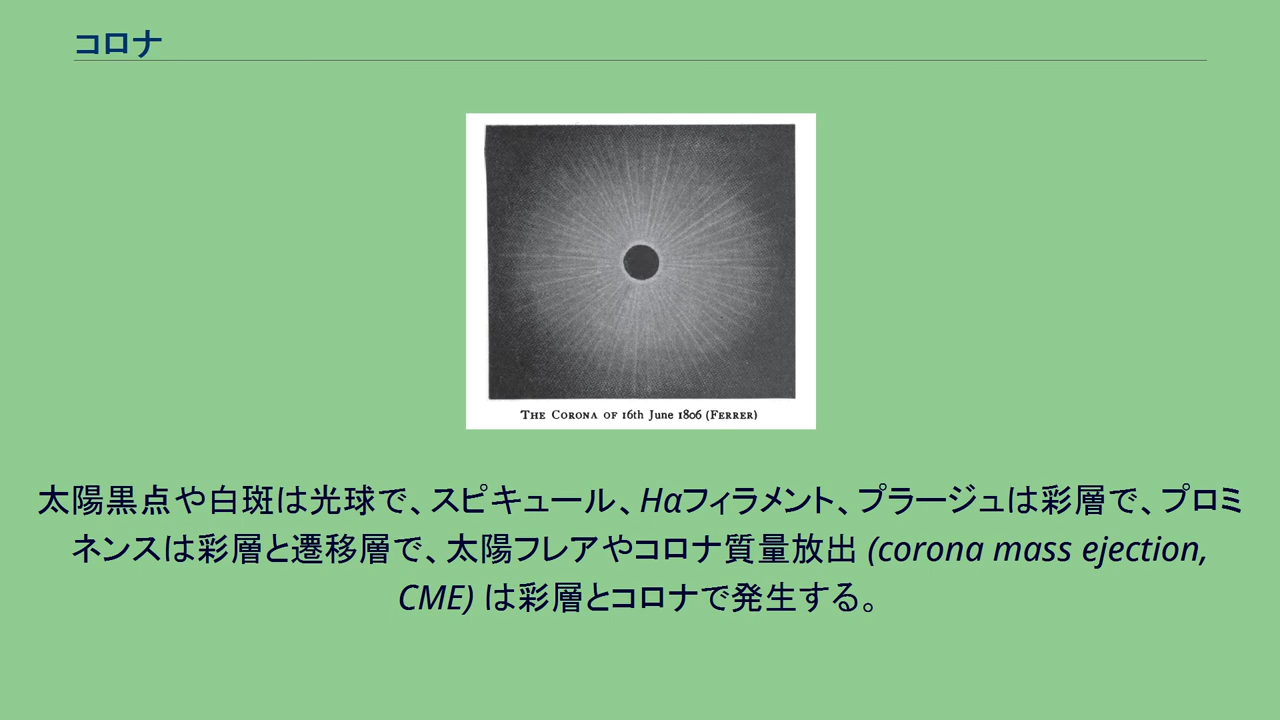 コロナ
THE CORONA OF 16th June 1806 (FERRER)
太陽黒点や白斑は光球で、スピキュール、Hαフィラメント、プラージュは彩層で、プロミ
ネンスは彩層と遷移層で、太陽フレアやコロナ質量放出 (corona mass ejection,
CME) は彩層とコロナで発生する。